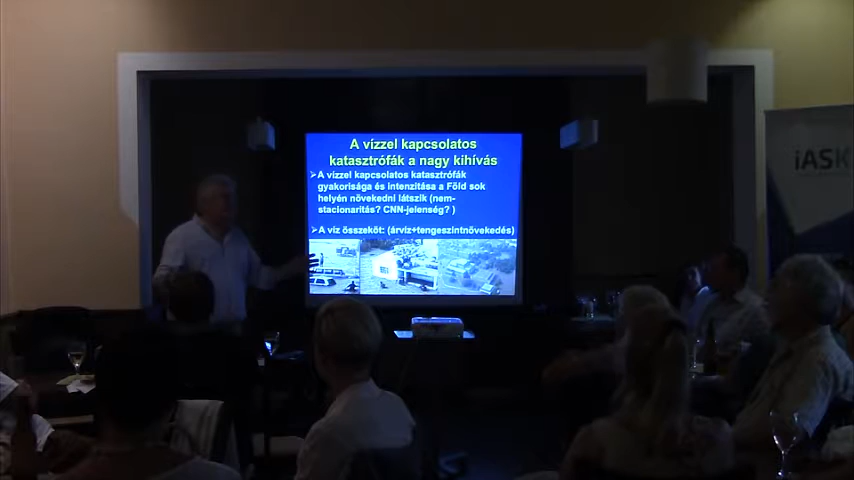 A vízzel kapcsolatos
katasztrófák a nagy kihívás
➢A vízzel kapcsolatos katasztrófák
gyakorisága és intenzitása a Föld sok
helyén növekedni látszik (nem-
stacionaritás? CNN-jelenség? )
➢A víz összeköt: (árvíz+tengeszintnövekedés)
iASK